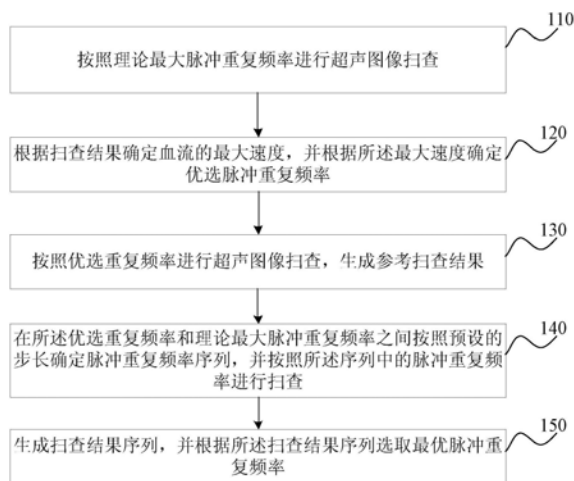 110
按照理论最大脉冲重复频率进行超声图像扫查
120
根据扫查结果确定血流的最大速度，并根据所述最大速度确定
优选脉冲重复频率
130
按照优选重复频率进行超声图像扫查，生成参考扫查结果
140
在所述优选重复频率和理论最大脉冲重复频率之间按照预设的
步长确定脉冲重复频率序列，并按照所述序列中的脉冲重复频
率进行扫查
150
生成扫查结果序列，并根据所述扫查结果序列选取最优脉冲重
复频率